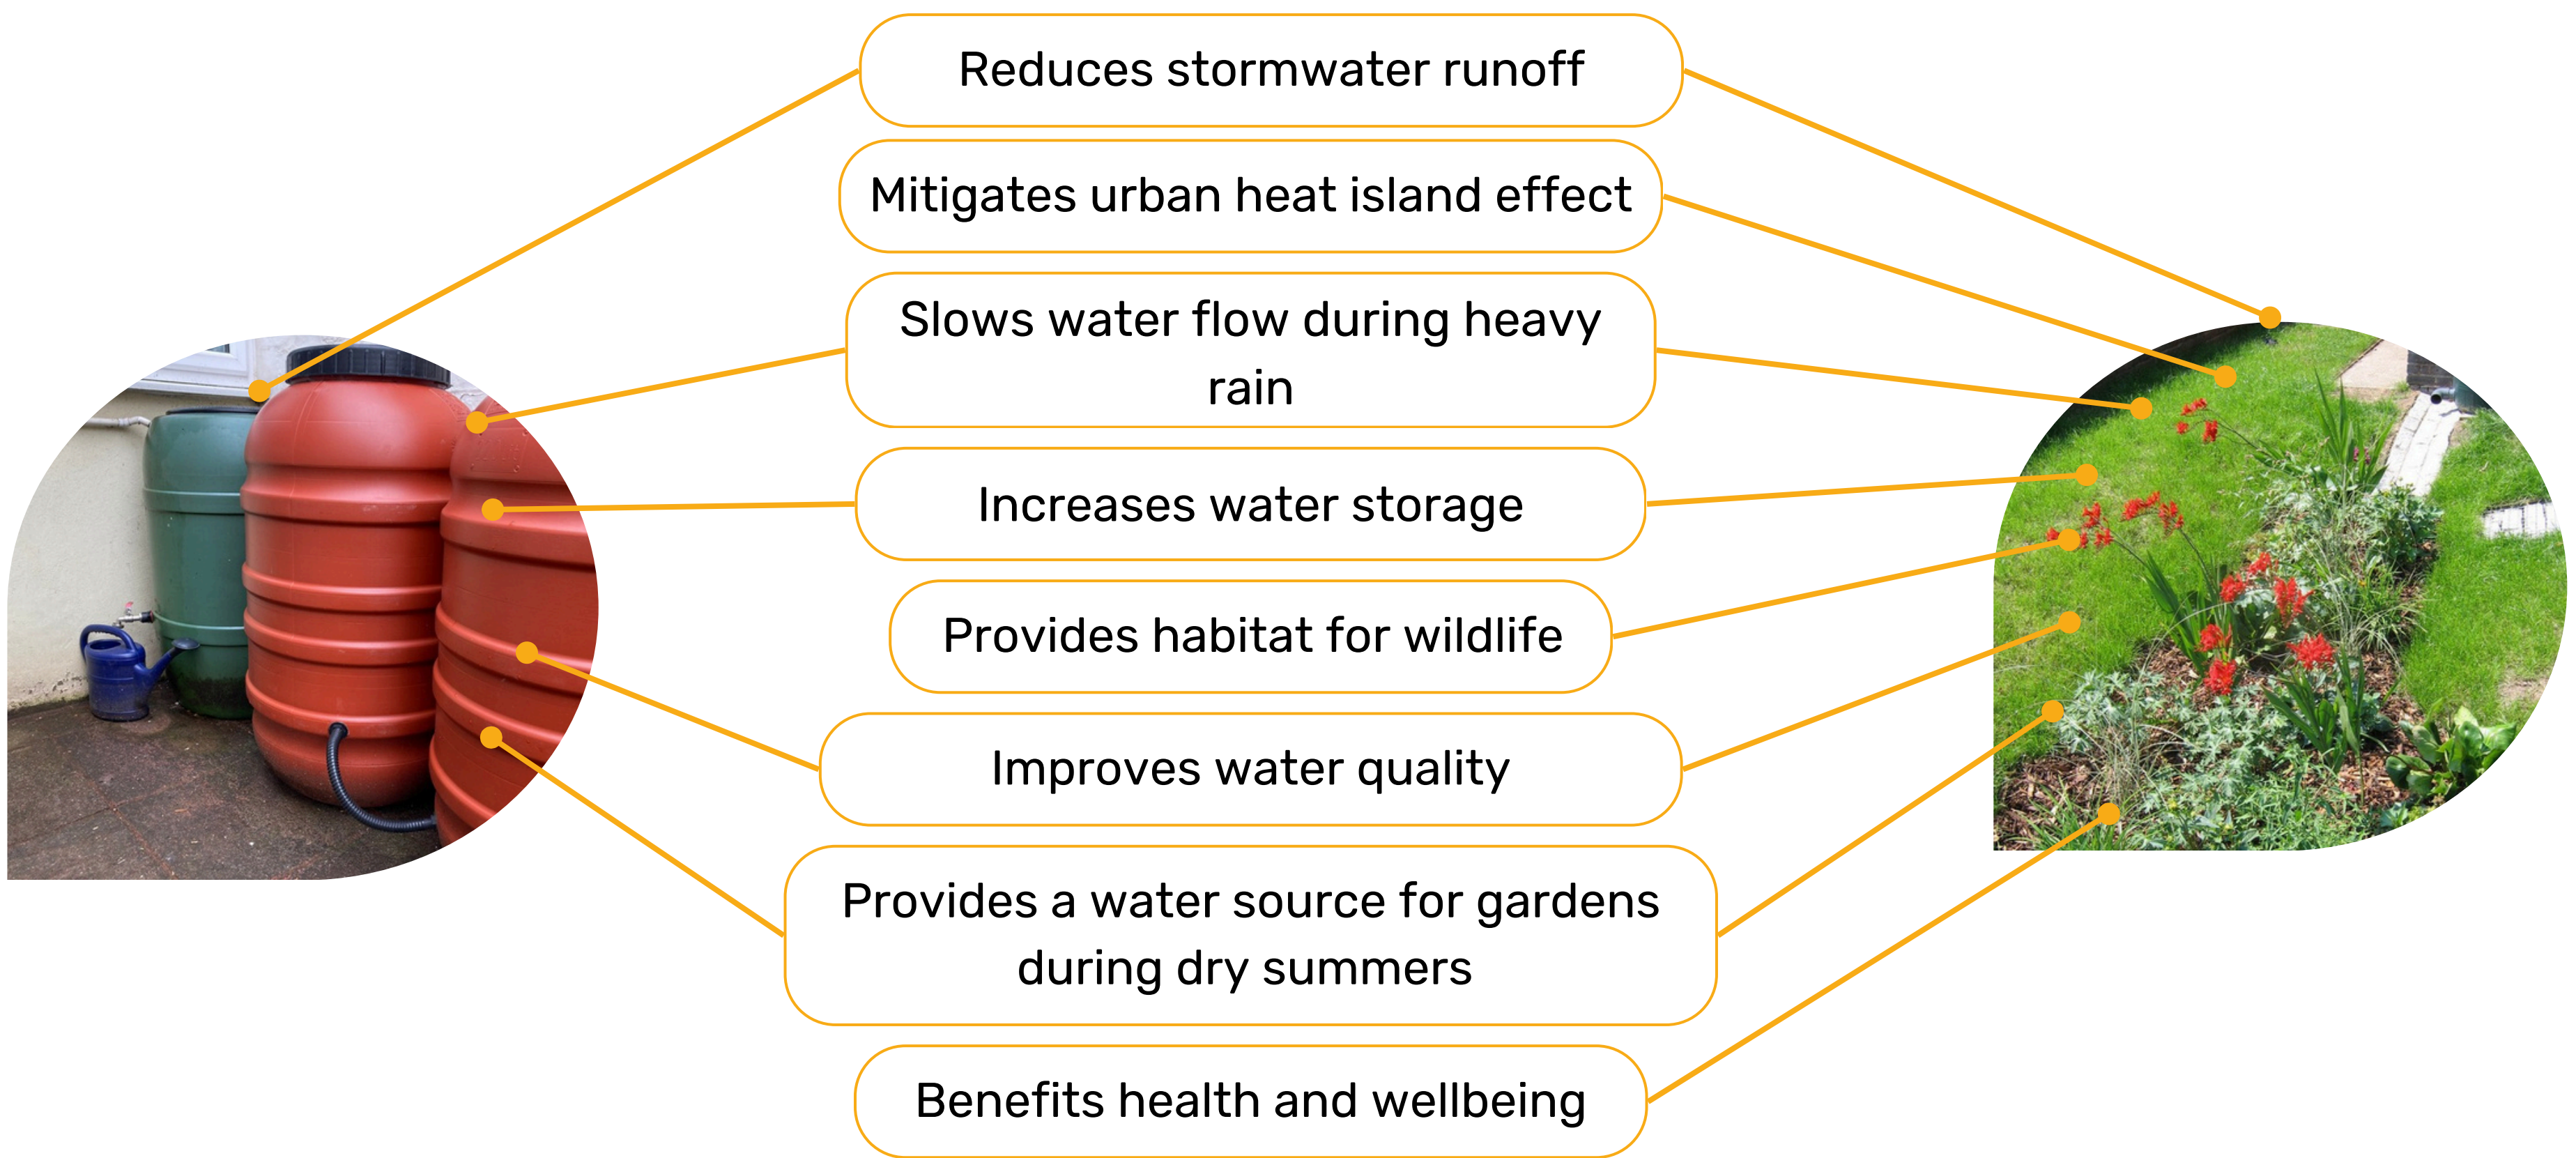 Reduces stormwater runoff
Mitigates urban heat island effect
Slows water flow during heavy
rain
Increases water storage
Provides habitat for wildlife
Improves water quality
Provides a water source for gardens
during dry summers
Benefits health and wellbeing